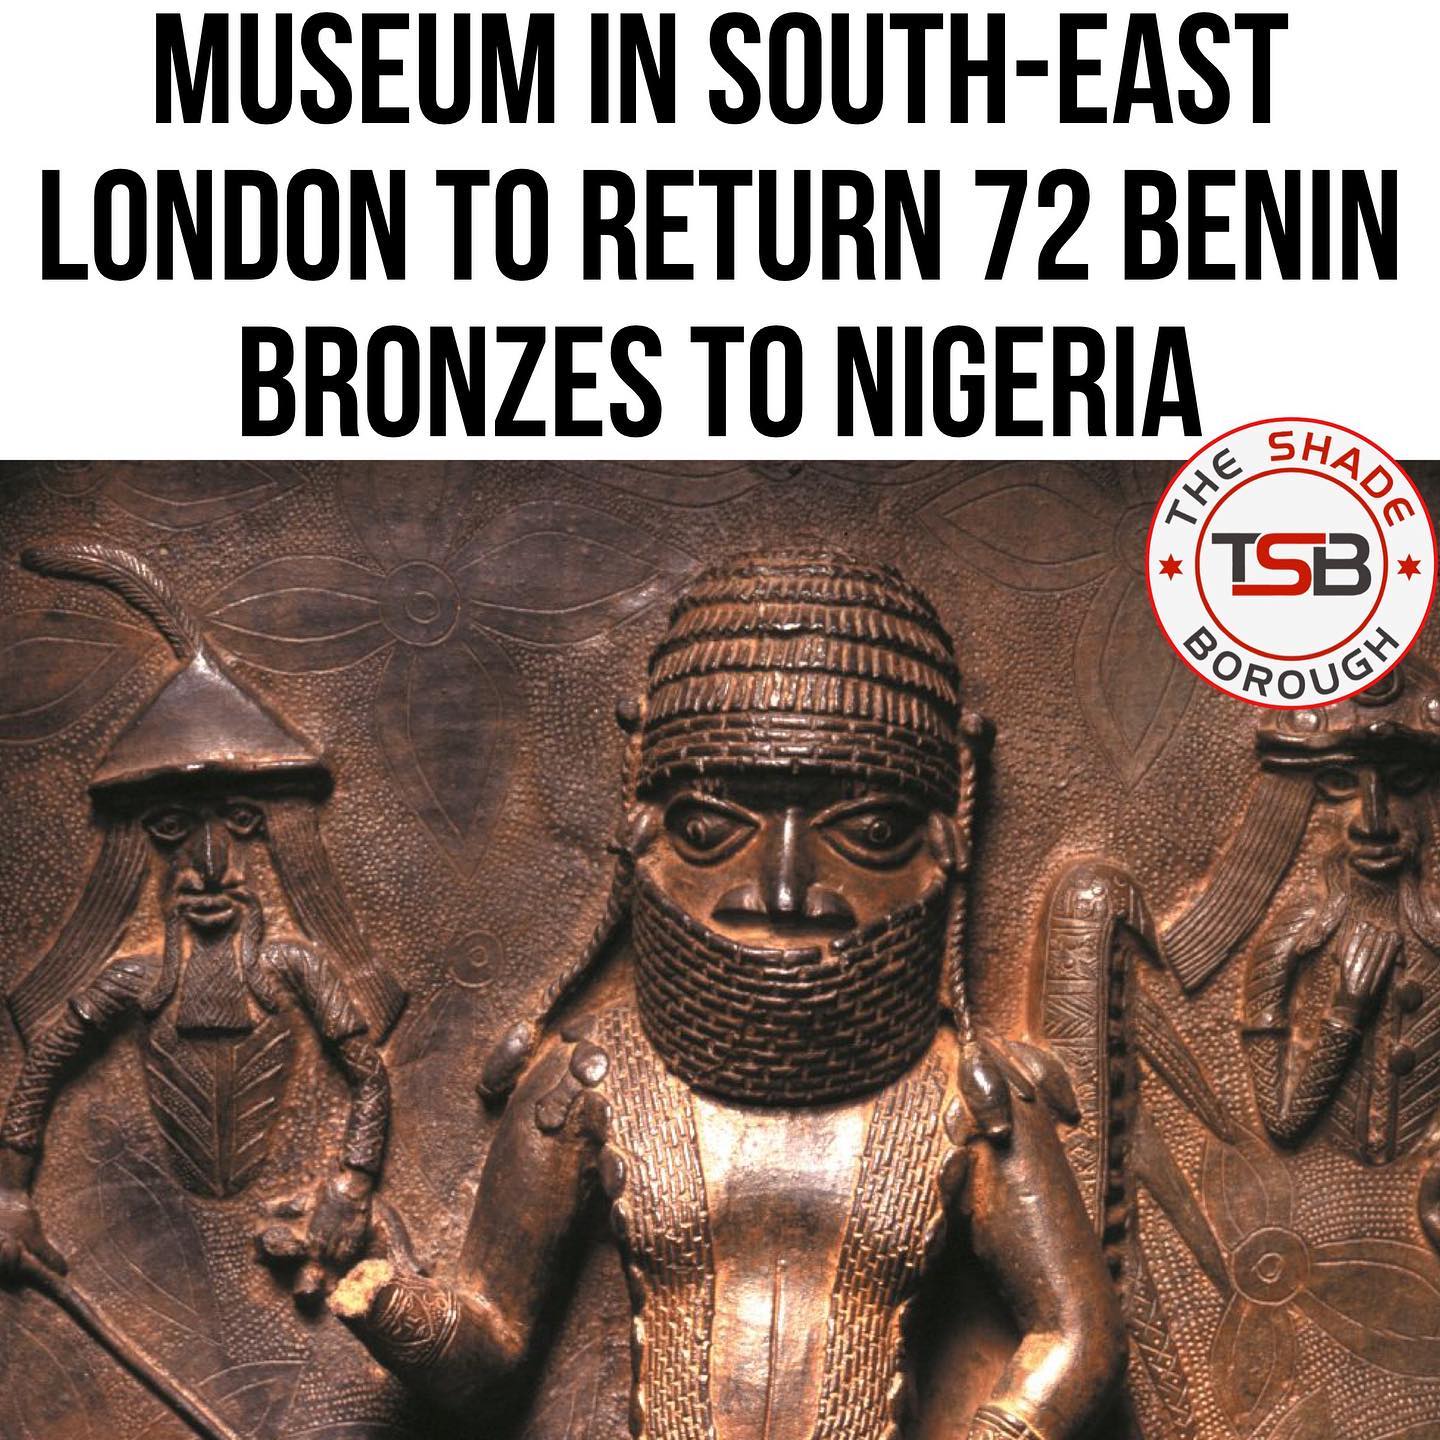 MUSEUM IN SOUTH-EAST
LONDON TO RETURN 72 BENIN
BRONZES TO NIGERIA
THE SHADE
TSB
BOROUGH